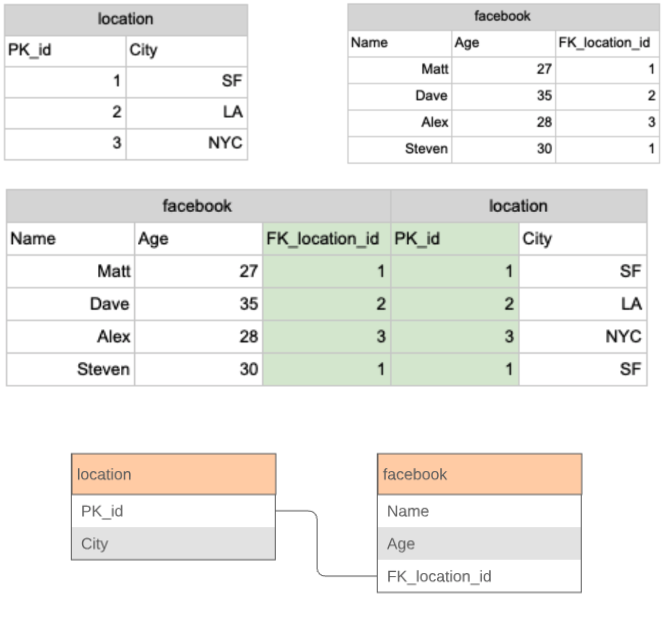 location
PK_id City
1 SF
2 LA
3 NYC
facebook
Name Age FK_location_id
Matt 27 1
Dave 35 2
Alex 28 3
Steven 30 1
facebook location
Name Age FK_location_id PK_id City
Matt 27 1 1 SF
Dave 35 2 2 LA
Alex 28 3 3 NYC
Steven 30 1 1 SF
location
PK_id
City
facebook
Name
Age
FK_location_id